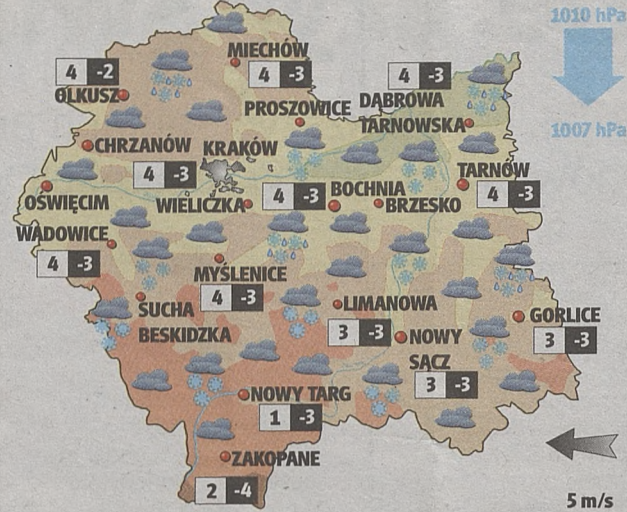 1010 hPa
MIECHÓW
4 -2
4 -3
4 -3
OLKUSZ
PROSZOWICE
DĄBROWA
TARNOWSKA
1007 hPa
CHRZANÓW
KRAKÓW
4 -3
TARNÓW
4 -3
BOCHNIA
4 -3
OŚWIĘCIM
WIELICZKA
BRZESKO
WADOWICE
4 -3
MYŚLENICE
4 -3
SUCHA
BESKIDZKA
LIMANOWA
GORLICE
3 -3
3 -3
NOWY
SĄCZ
3 -3
NOWY TARG
1 -3
ZAKOPANE
2 -4
5 m/s